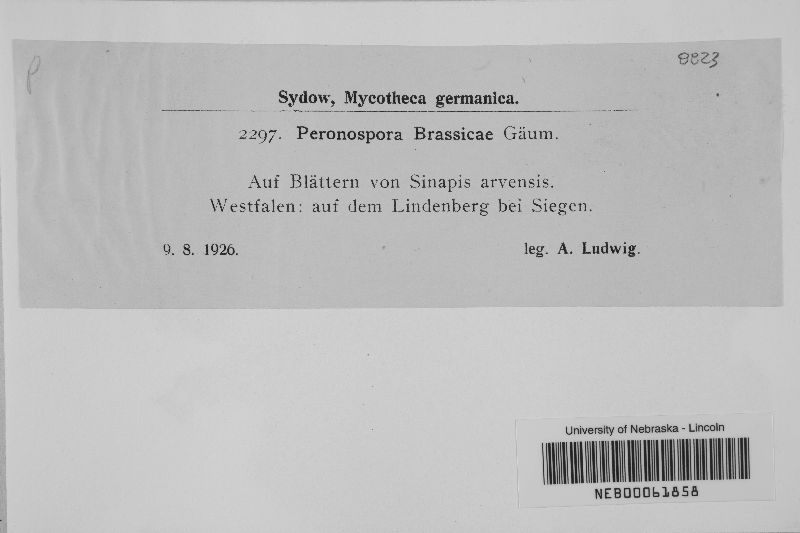 8823
P
Sydow, Mycotheca germanica.
2297. Peronospora Brassicae Gäum.
Auf Blättern von Sinapis arvensis.
Westfalen: auf dem Lindenberg bei Siegen.
9. 8. 1926. leg. A. Ludwig.
University of Nebraska - Lincoln
NEB00061858